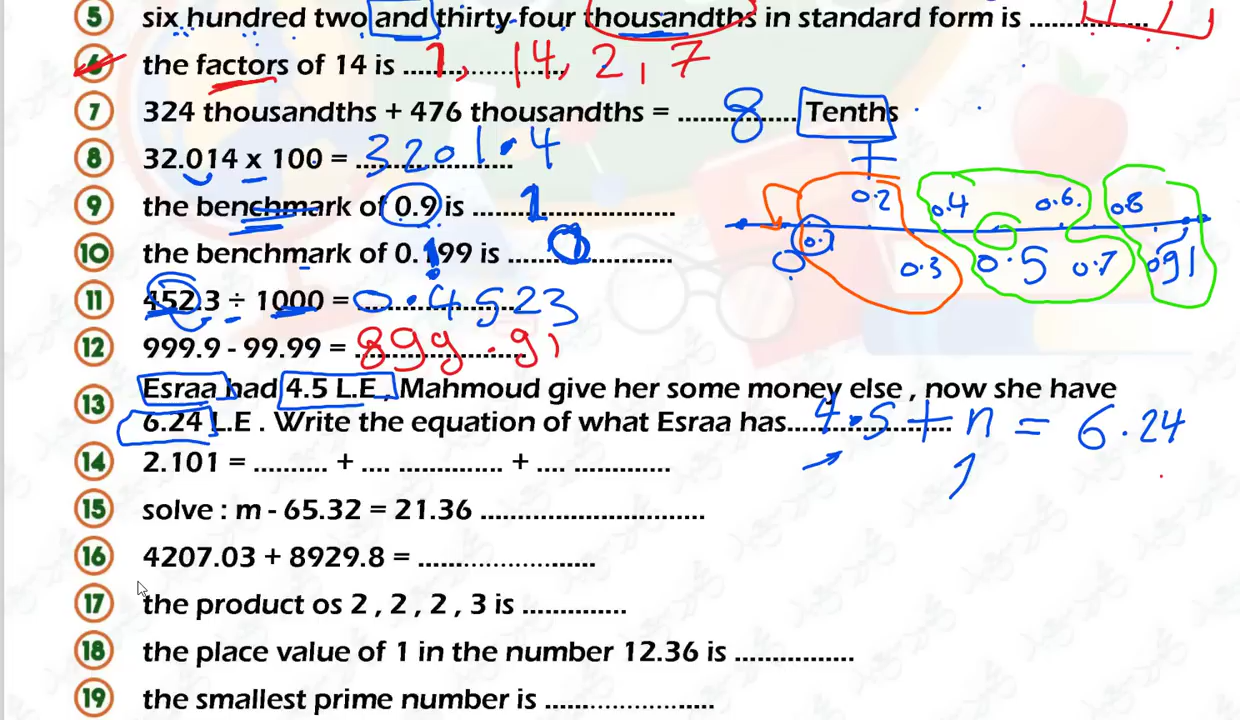 5 six hundred two and thirty-four thousandths in standard form is ....................
6 the factors of 14 is ........................ 1, 14, 2, 7
7 324 thousandths + 476 thousandths = ................. 8 Tenths
8 32.014 x 100 = ....................... 3201.4
9 the benchmark of 0.9 is ............................. 1
10 the benchmark of 0.199 is ........................
11 452.3 ÷ 1000 = ....................... 0.4523
12 999.9 - 99.99 = ........................ 899.91
0.2 0.4 0.6 0.8
0 0.1 0.3 0.5 0.7 0.9 1
13 Esraa had 4.5 L.E , Mahmoud give her some money else , now she have
6.24 L.E . Write the equation of what Esraa has....................... 4.5 + n = 6.24
14 2.101 = .......... + .... .............. + .... .............
15 solve : m - 65.32 = 21.36 ...............................
16 4207.03 + 8929.8 = .........................
17 the product os 2 , 2 , 2 , 3 is ..............
18 the place value of 1 in the number 12.36 is ................
19 the smallest prime number is .......................